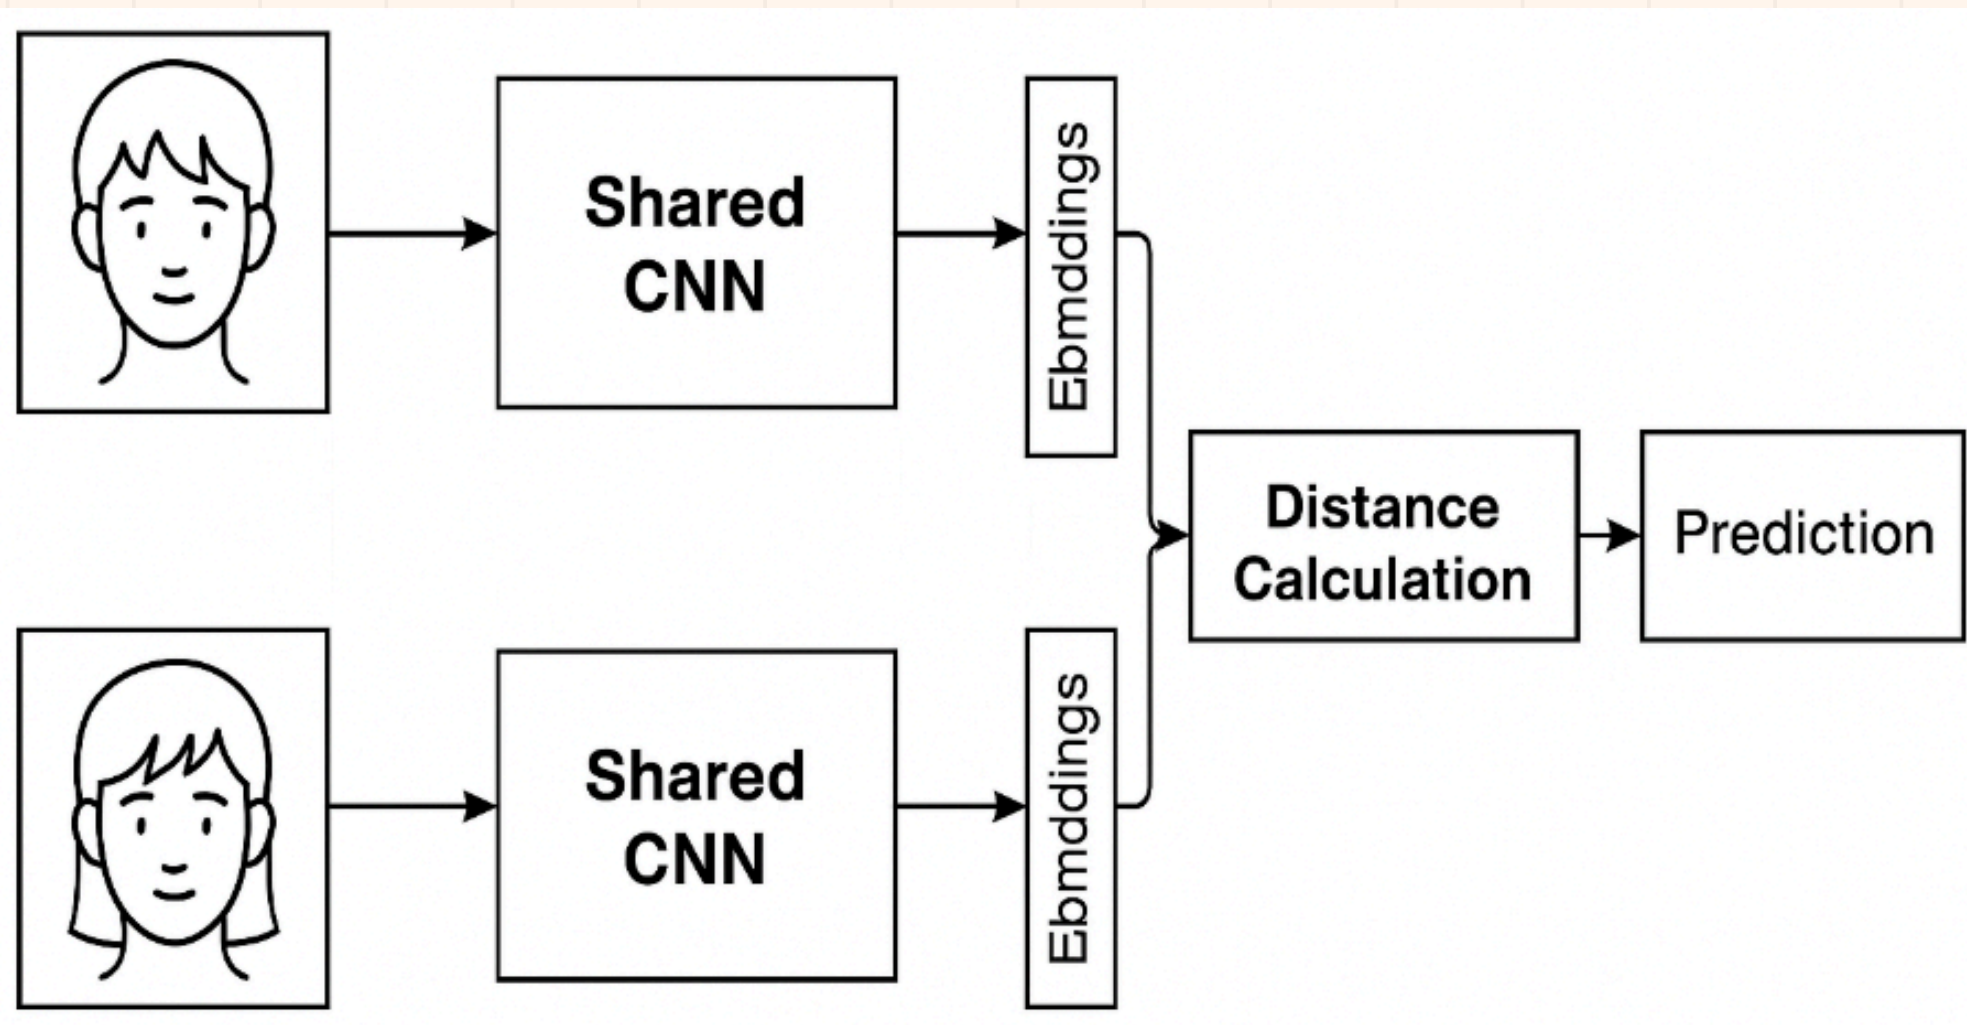 Shared
CNN
Ebmddings
Distance
Calculation
Prediction
Shared
CNN
Ebmddings